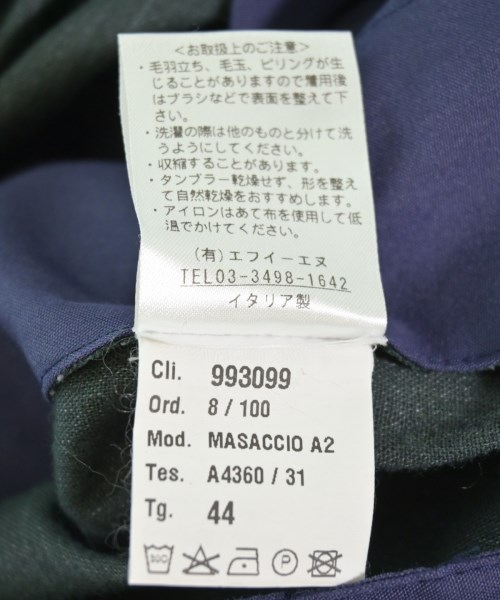 ＜お取扱上のご注意＞
・毛羽立ち、毛玉、ピリングが生
じることがありますので着用後
はブラシなどで表面を整えて下
さい。
・洗濯の際は他のものと分けて洗
うようにしてください。
・収縮することがあります。
・タンブラー乾燥せず、形を整え
て自然乾燥をおすすめします。
・アイロンはあて布を使用して低
温でかけてください。
(有)エフイーエヌ
TEL03-3498-1642
イタリア製
Cli. 993099
Ord. 8 / 100
Mod. MASACCIO A2
Tes. A4360 / 31
Tg. 44
30° P